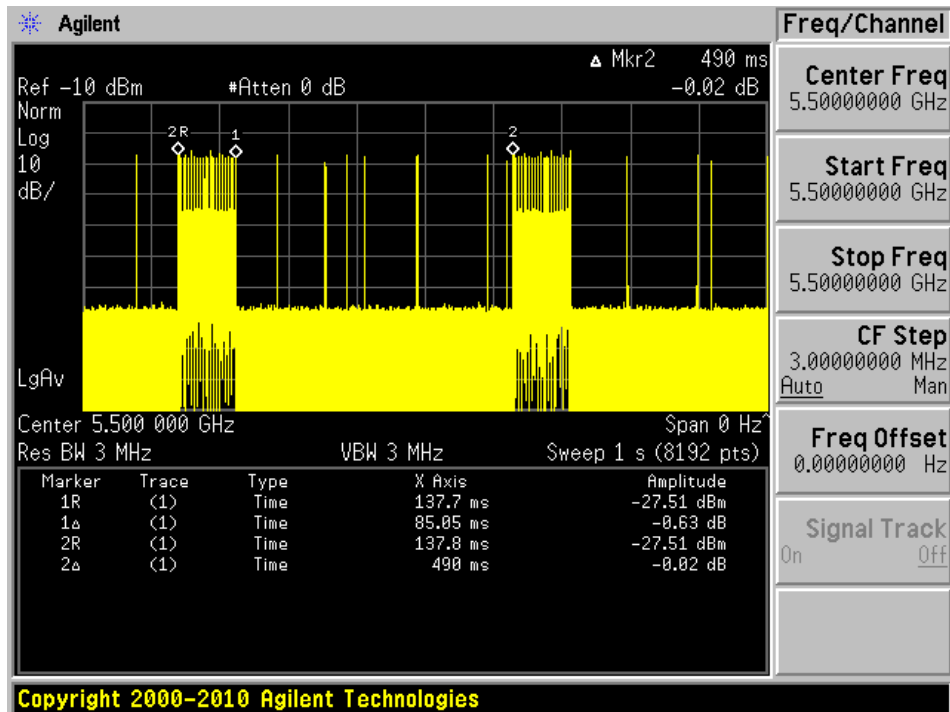 Agilent
Freq/Channel
Δ Mkr2 490 ms
Ref -10 dBm #Atten 0 dB -0.02 dB
Norm
Log
10
dB/
2R
1
2
LgAv
Center 5.500 000 GHz Span 0 Hz^
Res BW 3 MHz VBW 3 MHz Sweep 1 s (8192 pts)
Marker Trace Type X Axis Amplitude
1R (1) Time 137.7 ms -27.51 dBm
1Δ (1) Time 85.05 ms -0.63 dB
2R (1) Time 137.8 ms -27.51 dBm
2Δ (1) Time 490 ms -0.02 dB
Center Freq
5.50000000 GHz
Start Freq
5.50000000 GHz
Stop Freq
5.50000000 GHz
CF Step
3.00000000 MHz
Auto Man
Freq Offset
0.00000000 Hz
Signal Track
On Off
Copyright 2000-2010 Agilent Technologies